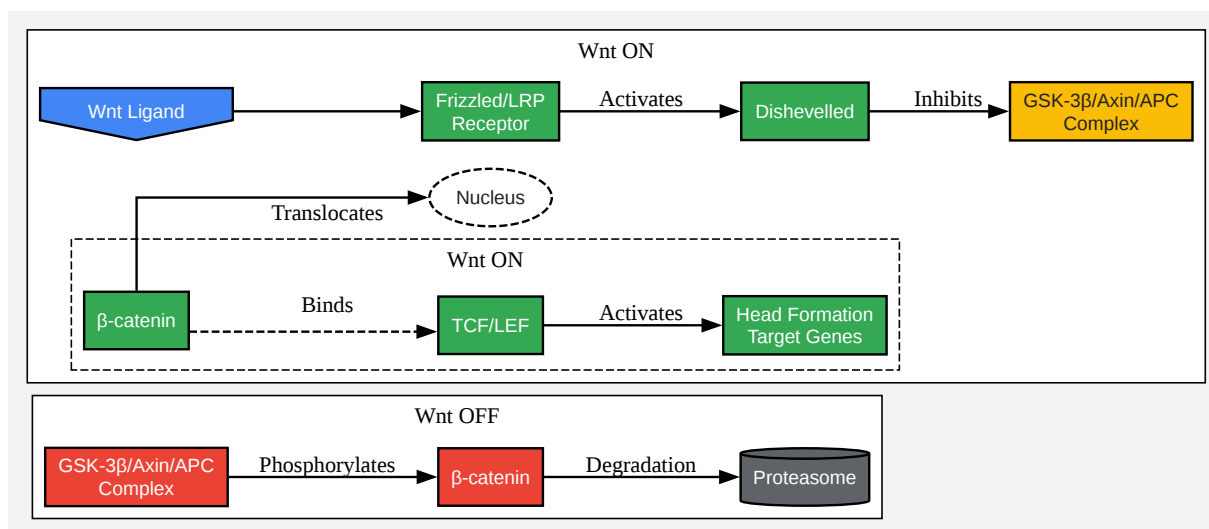 Wnt ON
Wnt Ligand
Frizzled/LRP
Receptor
Activates
Dishevelled
Inhibits
GSK-3β/Axin/APC
Complex
Nucleus
Translocates
Wnt ON
β-catenin
Binds
TCF/LEF
Activates
Head Formation
Target Genes
Wnt OFF
GSK-3β/Axin/APC
Complex
Phosphorylates
β-catenin
Degradation
Proteasome